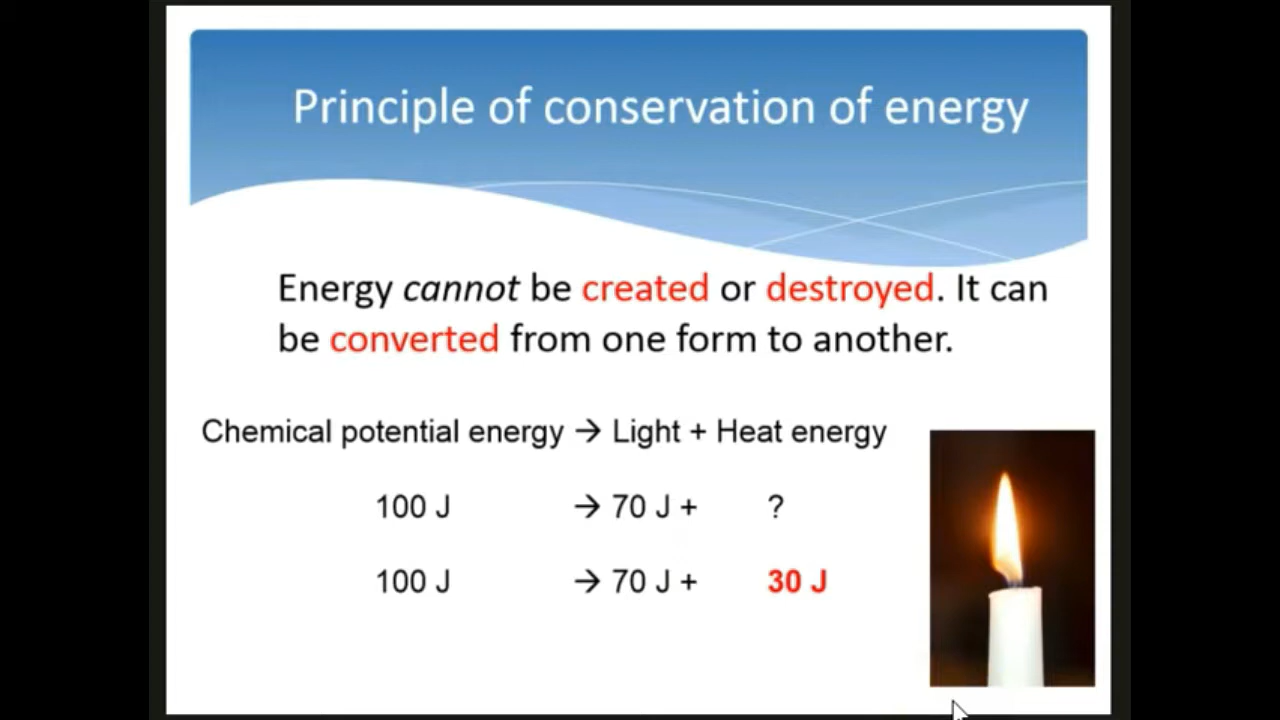 Principle of conservation of energy
Energy cannot be created or destroyed. It can
be converted from one form to another.
Chemical potential energy → Light + Heat energy
100 J → 70 J + ?
100 J → 70 J + 30 J